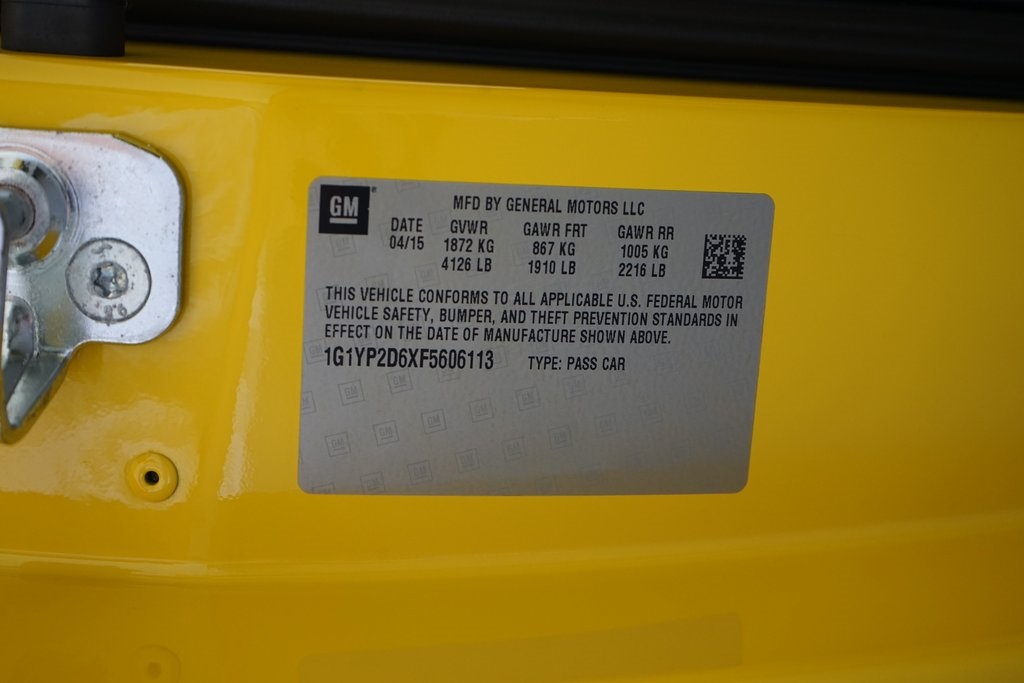 GM
MFD BY GENERAL MOTORS LLC
DATE GVWR GAWR FRT GAWR RR
04/15 1872 KG 867 KG 1005 KG
4126 LB 1910 LB 2216 LB
THIS VEHICLE CONFORMS TO ALL APPLICABLE U.S. FEDERAL MOTOR
VEHICLE SAFETY, BUMPER, AND THEFT PREVENTION STANDARDS IN
EFFECT ON THE DATE OF MANUFACTURE SHOWN ABOVE.
1G1YP2D6XF5606113 TYPE: PASS CAR